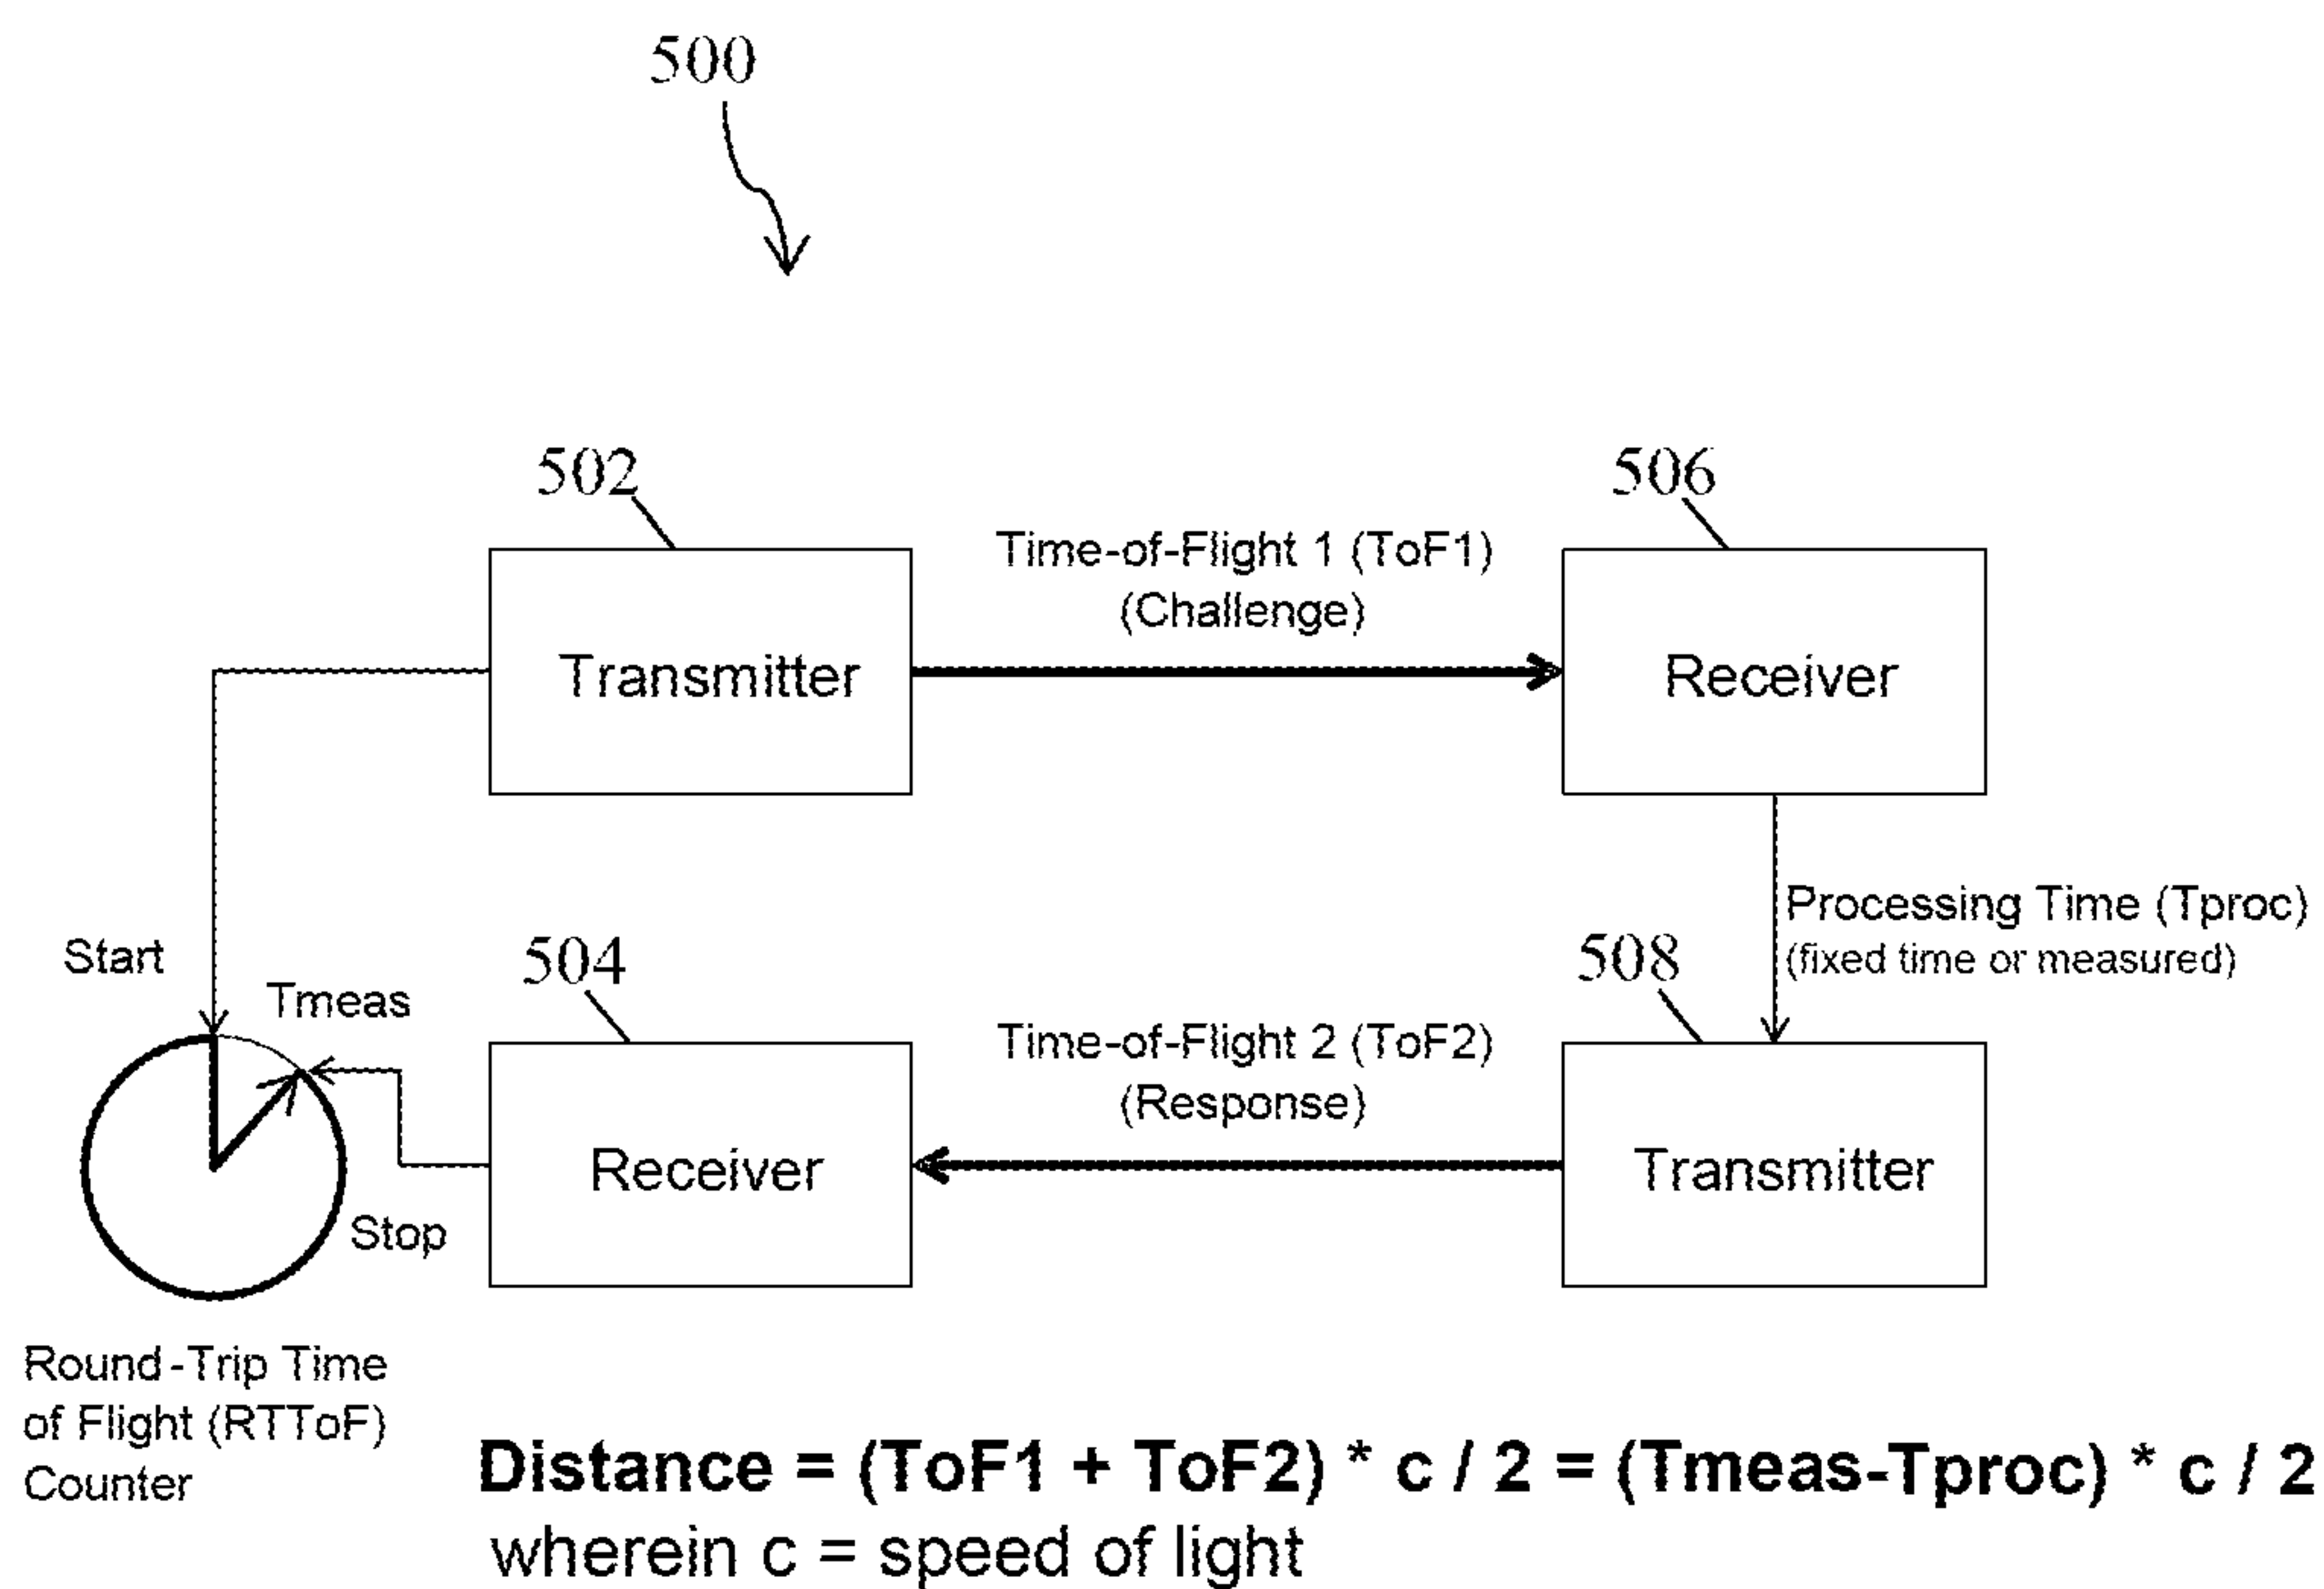 500
502
506
Time-of-Flight 1 (ToF1)
(Challenge)
Transmitter
Receiver
Processing Time (Tproc)
(fixed time or measured)
Start
Tmeas
504
508
Time-of-Flight 2 (ToF2)
(Response)
Receiver
Transmitter
Stop
Round-Trip Time
of Flight (RTToF)
Counter
Distance = (ToF1 + ToF2) * c / 2 = (Tmeas-Tproc) * c / 2
wherein c = speed of light